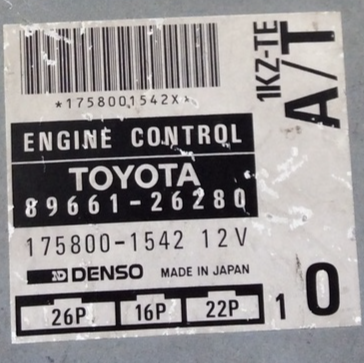 *1758001542X*
1KZ-TE
A/T
ENGINE CONTROL
TOYOTA
89661-26280
175800-1542 12V
DENSO MADE IN JAPAN
26P 16P 22P
1 0